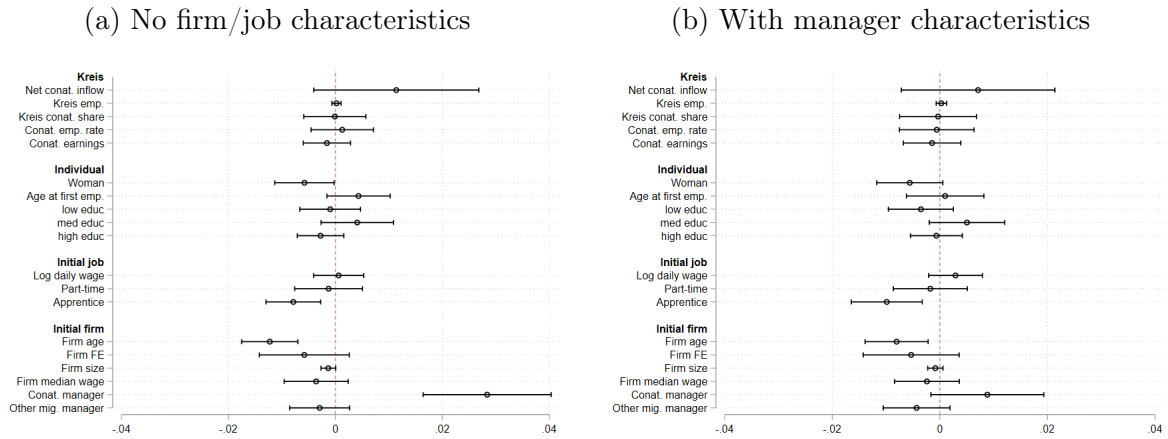 (a) No firm/job characteristics
Kreis
Net conat. inflow
Kreis emp.
Kreis conat. share
Conat. emp. rate
Conat. earnings
Individual
Woman
Age at first emp.
low educ
med educ
high educ
Initial job
Log daily wage
Part-time
Apprentice
Initial firm
Firm age
Firm FE
Firm size
Firm median wage
Conat. manager
Other mig. manager
-.04 -.02 0 .02 .04
(b) With manager characteristics
Kreis
Net conat. inflow
Kreis emp.
Kreis conat share
Conat. emp. rate
Conat. earnings
Individual
Woman
Age at first emp.
low educ
med educ
high educ
Initial job
Log daily wage
Part-time
Apprentice
Initial firm
Firm age
Firm FE
Firm size
Firm median wage
Conat. manager
Other mig. manager
-.04 -.02 0 .02 .04